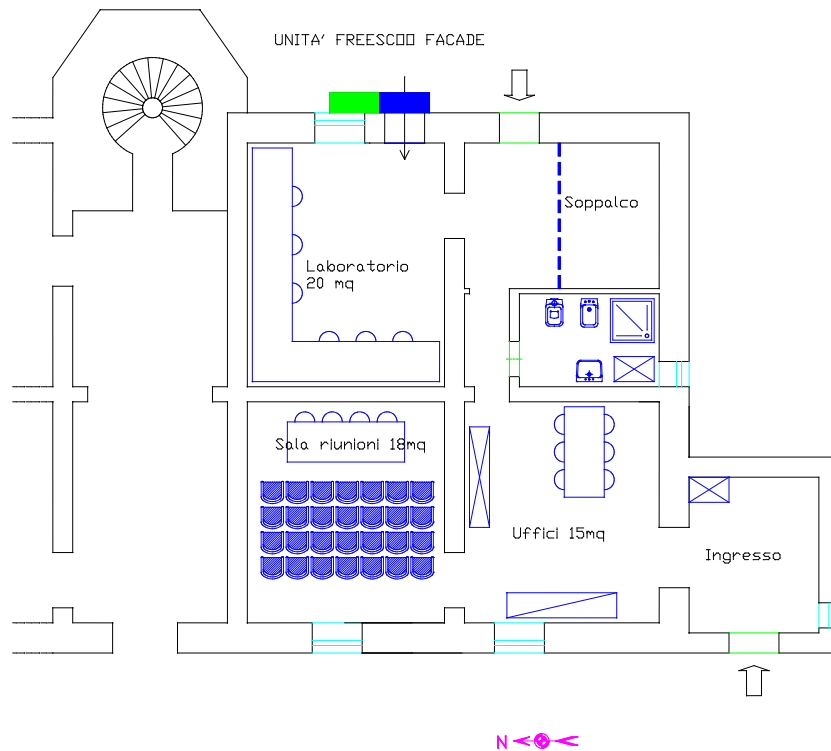 UNITA' FREESCOO FACADE
Soppalco
Laboratorio
20 mq
Sala riunioni 18mq
Uffici 15mq
Ingresso
N